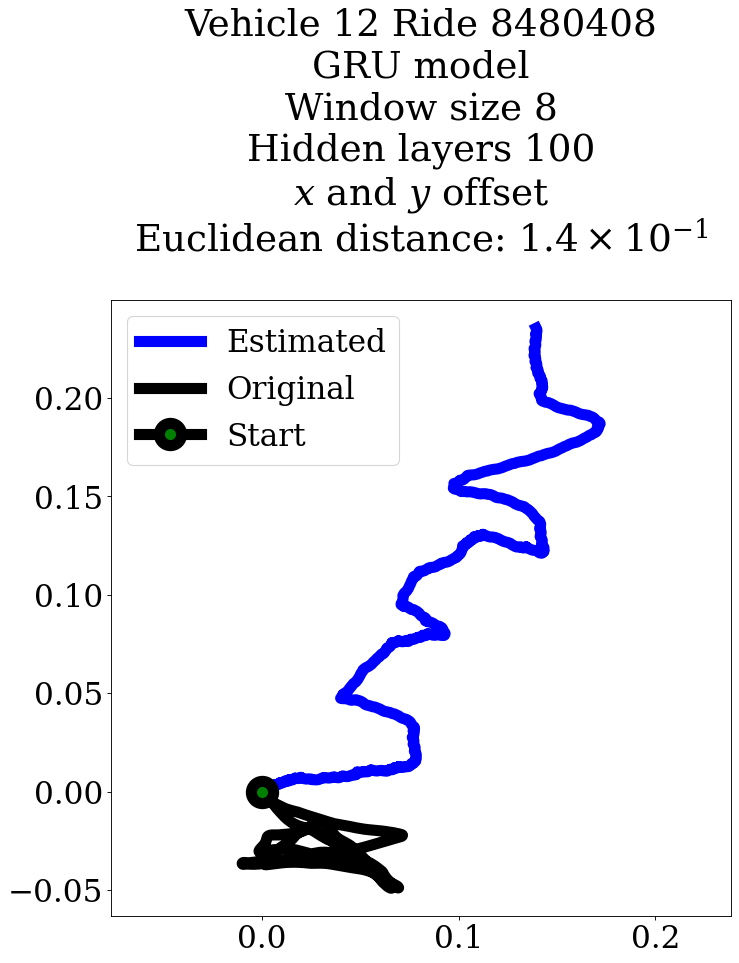 Vehicle 12 Ride 8480408
GRU model
Window size 8
Hidden layers 100
x and y offset
Euclidean distance: 1.4 × 10⁻¹
Estimated
Original
Start
0.20
0.15
0.10
0.05
0.00
−0.05
0.0 0.1 0.2